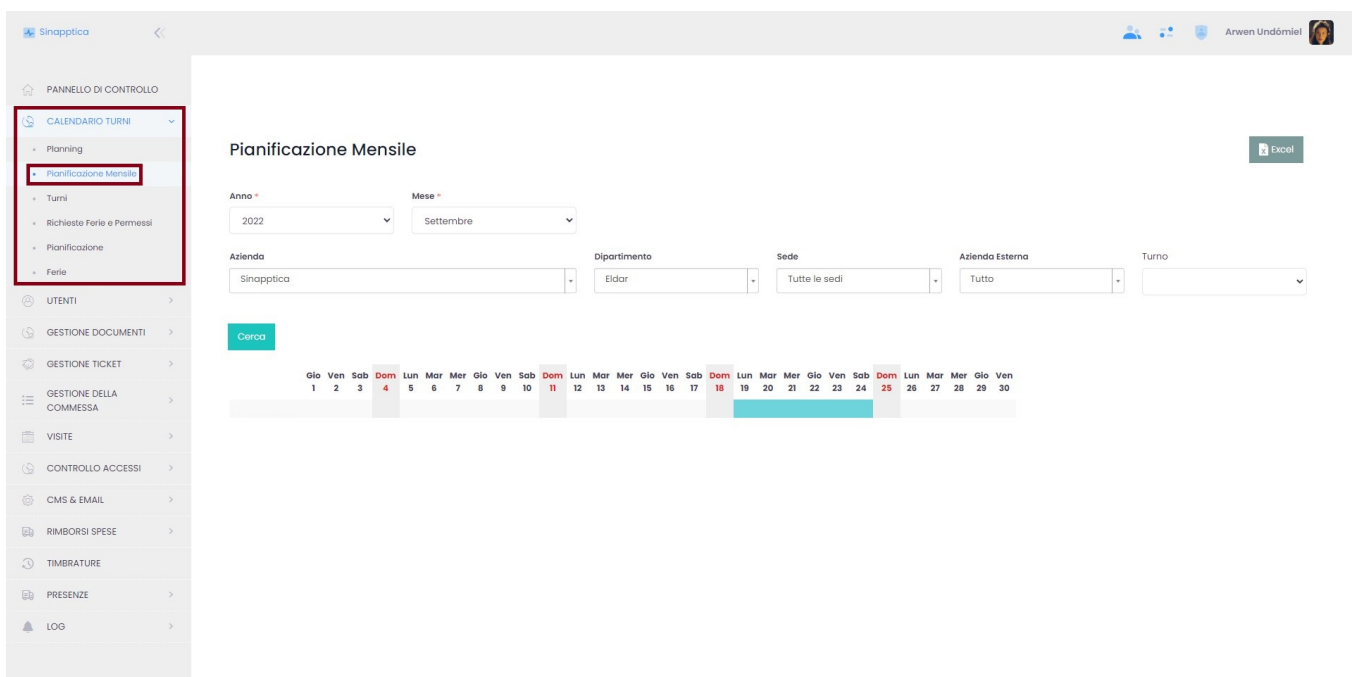 Sinapptica
Arwen Undómiel
PANNELLO DI CONTROLLO
CALENDARIO TURNI
Planning
Pianificazione Mensile
Turni
Richieste Ferie e Permessi
Pianificazione
Ferie
UTENTI
GESTIONE DOCUMENTI
GESTIONE TICKET
GESTIONE DELLA
COMMESSA
VISITE
CONTROLLO ACCESSI
CMS & EMAIL
RIMBORSI SPESE
TIMBRATURE
PRESENZE
LOG
Pianificazione Mensile
Excel
Anno * Mese *
2022 Settembre
Azienda Dipartimento Sede Azienda Esterna Turno
Sinapptica Eldar Tutte le sedi Tutto
Cerca
Gio Ven Sab Dom Lun Mar Mer Gio Ven Sab Dom Lun Mar Mer Gio Ven Sab Dom Lun Mar Mer Gio Ven Sab Dom Lun Mar Mer Gio Ven
1 2 3 4 5 6 7 8 9 10 11 12 13 14 15 16 17 18 19 20 21 22 23 24 25 26 27 28 29 30